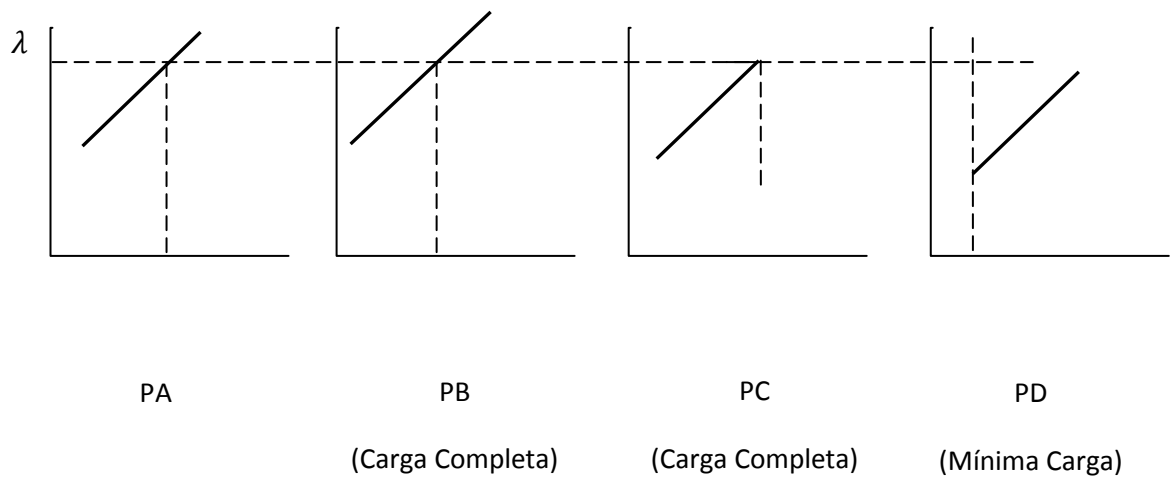 λ
PA PB PC PD
(Carga Completa) (Carga Completa) (Mínima Carga)